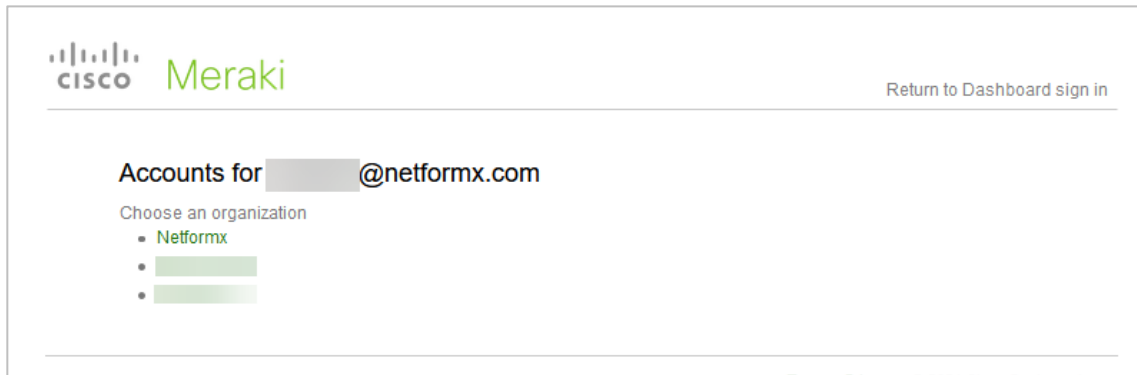 CISCO Meraki
Return to Dashboard sign in
Accounts for @netformx.com
Choose an organization
Netformx